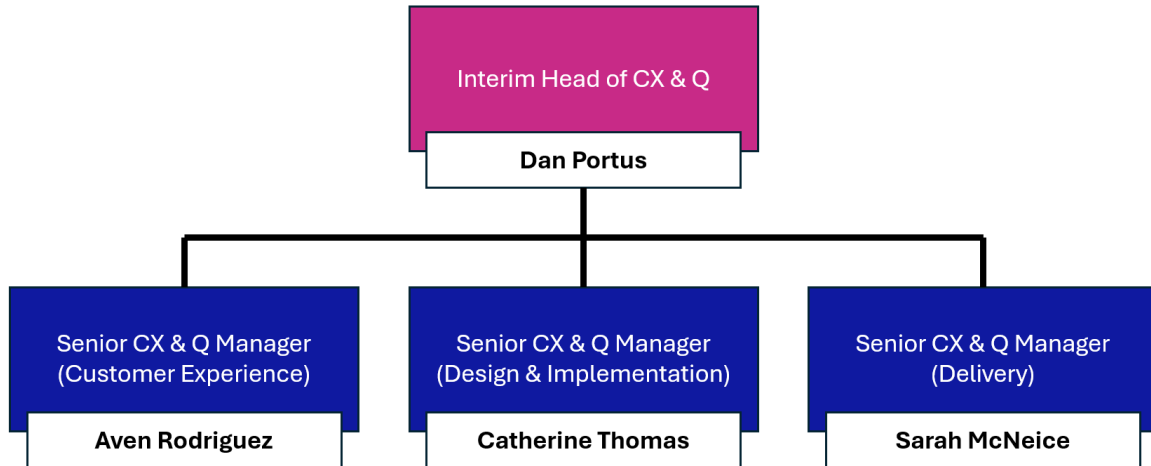 Interim Head of CX & Q
Dan Portus
Senior CX & Q Manager
(Customer Experience)
Aven Rodriguez
Senior CX & Q Manager
(Design & Implementation)
Catherine Thomas
Senior CX & Q Manager
(Delivery)
Sarah McNeice